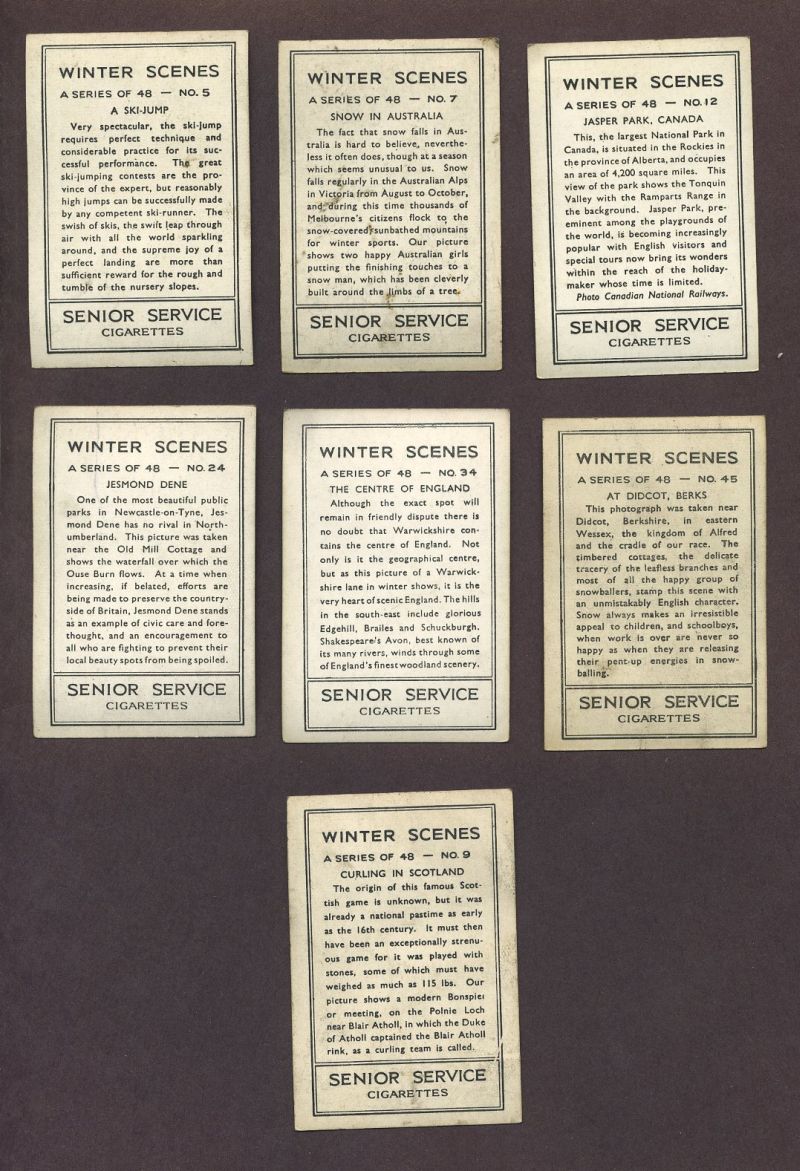 WINTER SCENES
A SERIES OF 48 — NO. 5
A SKI-JUMP
Very spectacular, the ski-jump
requires perfect technique and
considerable practice for its suc-
cessful performance. The great
ski-jumping contests are the pro-
vince of the expert, but reasonably
high jumps can be successfully made
by any competent ski-runner. The
swish of skis, the swift leap through
air with all the world sparkling
around, and the supreme joy of a
perfect landing are more than
sufficient reward for the rough and
tumble of the nursery slopes.
SENIOR SERVICE
CIGARETTES
WINTER SCENES
A SERIES OF 48 — NO. 7
SNOW IN AUSTRALIA
The fact that snow falls in Aus-
tralia is hard to believe, neverthe-
less it often does, though at a season
which seems unusual to us. Snow
falls regularly in the Australian Alps
in Victoria from August to October,
and during this time thousands of
Melbourne's citizens flock to the
snow-covered sunbathed mountains
for winter sports. Our picture
shows two happy Australian girls
putting the finishing touches to a
snow man, which has been cleverly
built around the limbs of a tree.
SENIOR SERVICE
CIGARETTES
WINTER SCENES
A SERIES OF 48 — NO. 12
JASPER PARK, CANADA
This, the largest National Park in
Canada, is situated in the Rockies in
the province of Alberta, and occupies
an area of 4,200 square miles. This
view of the park shows the Tonquin
Valley with the Ramparts Range in
the background. Jasper Park, pre-
eminent among the playgrounds of
the world, is becoming increasingly
popular with English visitors and
special tours now bring its wonders
within the reach of the holiday-
maker whose time is limited.
Photo Canadian National Railways.
SENIOR SERVICE
CIGARETTES
WINTER SCENES
A SERIES OF 48 — NO. 24
JESMOND DENE
One of the most beautiful public
parks in Newcastle-on-Tyne, Jes-
mond Dene has no rival in North-
umberland. This picture was taken
near the Old Mill Cottage and
shows the waterfall over which the
Ouse Burn flows. At a time when
increasing, if belated, efforts are
being made to preserve the country-
side of Britain, Jesmond Dene stands
as an example of civic care and fore-
thought, and an encouragement to
all who are fighting to prevent their
local beauty spots from being spoiled.
SENIOR SERVICE
CIGARETTES
WINTER SCENES
A SERIES OF 48 — NO. 34
THE CENTRE OF ENGLAND
Although the exact spot will
remain in friendly dispute there is
no doubt that Warwickshire con-
tains the centre of England. Not
only is it the geographical centre,
but as this picture of a Warwick-
shire lane in winter shows, it is the
very heart of scenic England. The hills
in the south-east include glorious
Edgehill, Brailes and Schuckburgh.
Shakespeare's Avon, best known of
its many rivers, winds through some
of England's finest woodland scenery.
SENIOR SERVICE
CIGARETTES
WINTER SCENES
A SERIES OF 48 — NO. 45
AT DIDCOT, BERKS
This photograph was taken near
Didcot, Berkshire, in eastern
Wessex, the kingdom of Alfred
and the cradle of our race. The
timbered cottages, the delicate
tracery of the leafless branches and
most of all the happy group of
snowballers, stamp this scene with
an unmistakably English character.
Snow always makes an irresistible
appeal to children, and schoolboys,
when work is over are never so
happy as when they are releasing
their pent-up energies in snow-
balling.
SENIOR SERVICE
CIGARETTES
WINTER SCENES
A SERIES OF 48 — NO. 9
CURLING IN SCOTLAND
The origin of this famous Scot-
tish game is unknown, but it was
already a national pastime as early
as the 16th century. It must then
have been an exceptionally strenu-
ous game for it was played with
stones, some of which must have
weighed as much as 115 lbs. Our
picture shows a modern Bonspiel
or meeting, on the Polnie Loch
near Blair Atholl, in which the Duke
of Atholl captained the Blair Atholl
rink, as a curling team is called.
SENIOR SERVICE
CIGARETTES